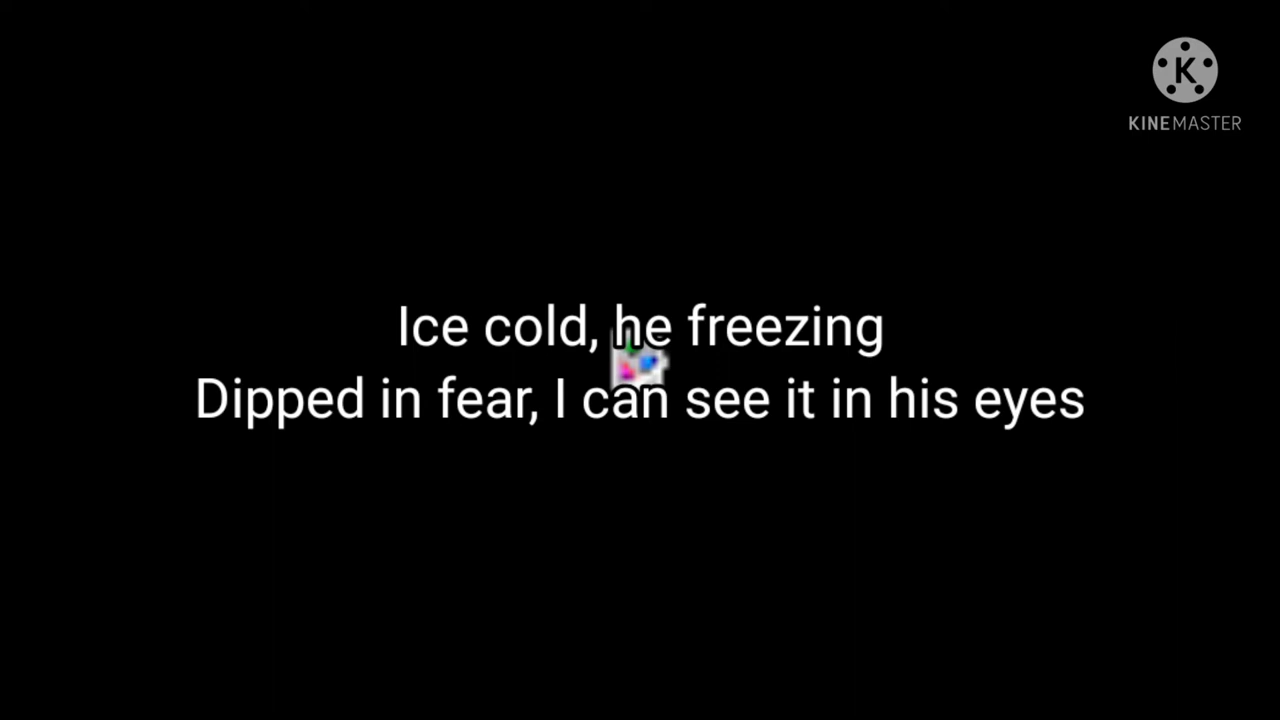 KINEMASTER
Ice cold, he freezing
Dipped in fear, I can see it in his eyes